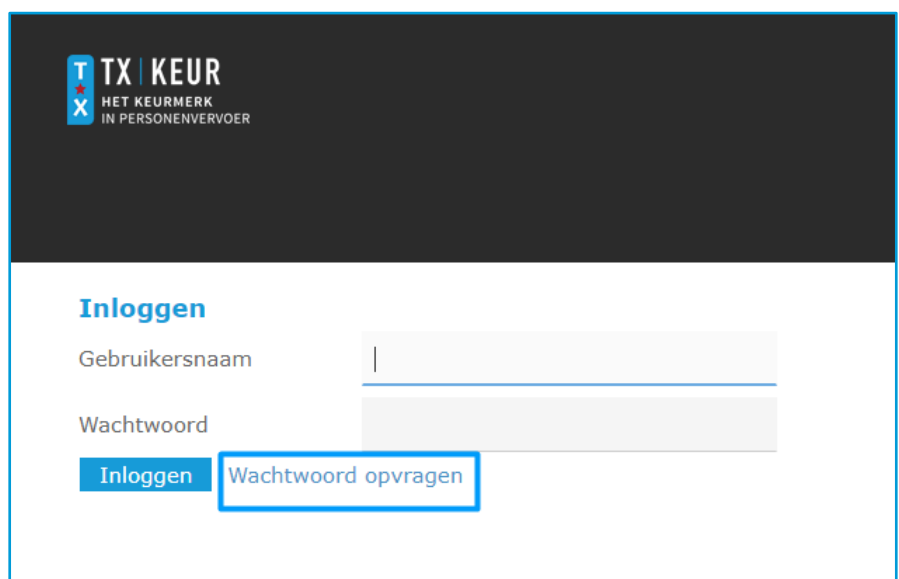 T
X
TX | KEUR
HET KEURMERK
IN PERSONENVERVOER
Inloggen
Gebruikersnaam
Wachtwoord
Inloggen Wachtwoord opvragen